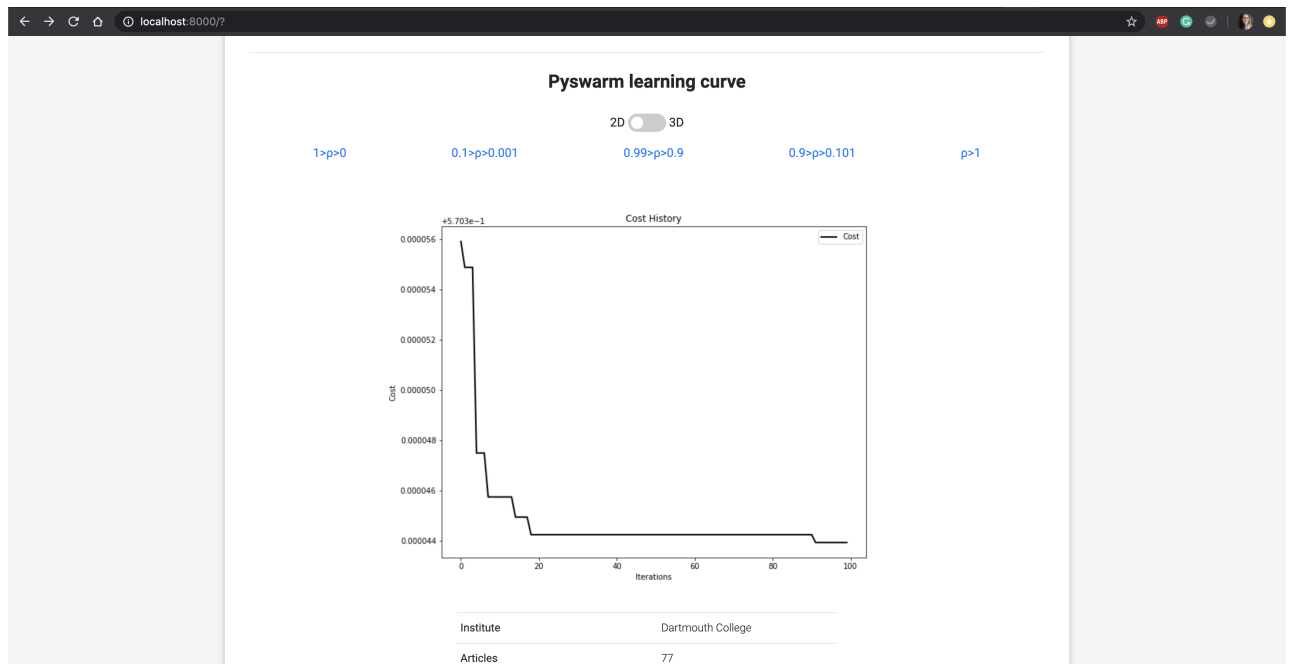 localhost:8000/?
ABP
G
Pyswarm learning curve
2D 3D
1>ρ>0 0.1>ρ>0.001 0.99>ρ>0.9 0.9>ρ>0.101 ρ>1
+5.703e−1 Cost History
Cost
0.000056
0.000054
0.000052
0.000050
0.000048
0.000046
0.000044
Cost
0 20 40 60 80 100
Iterations
Institute Dartmouth College
Articles 77